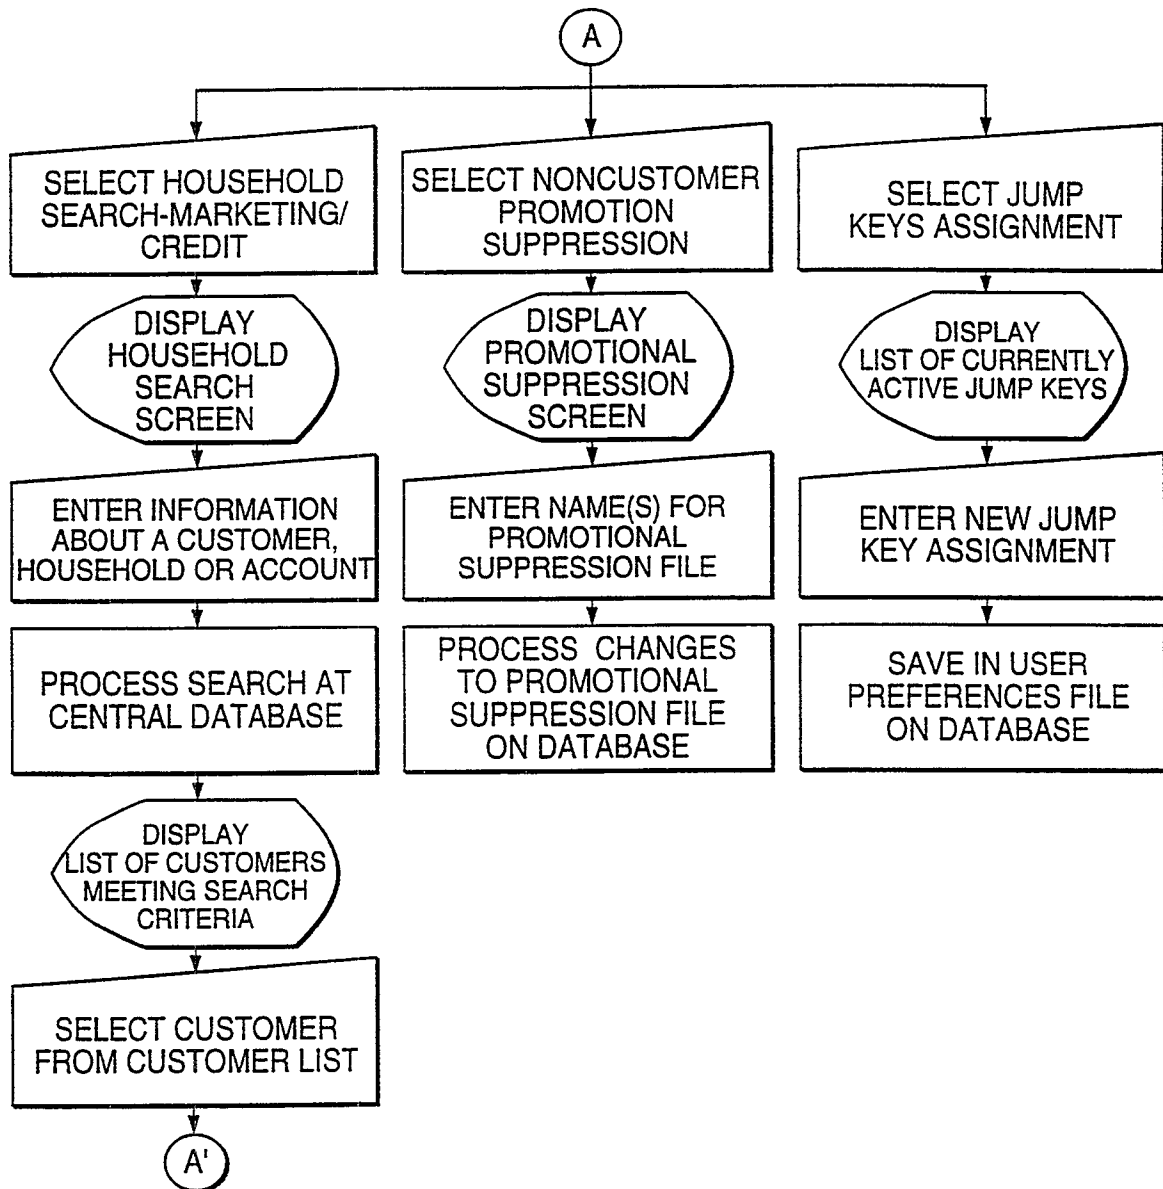 A
SELECT HOUSEHOLD
SEARCH-MARKETING/
CREDIT
DISPLAY
HOUSEHOLD
SEARCH
SCREEN
ENTER INFORMATION
ABOUT A CUSTOMER,
HOUSEHOLD OR ACCOUNT
PROCESS SEARCH AT
CENTRAL DATABASE
DISPLAY
LIST OF CUSTOMERS
MEETING SEARCH
CRITERIA
SELECT CUSTOMER
FROM CUSTOMER LIST
A'
SELECT NONCUSTOMER
PROMOTION
SUPPRESSION
DISPLAY
PROMOTIONAL
SUPPRESSION
SCREEN
ENTER NAME(S) FOR
PROMOTIONAL
SUPPRESSION FILE
PROCESS CHANGES
TO PROMOTIONAL
SUPPRESSION FILE
ON DATABASE
SELECT JUMP
KEYS ASSIGNMENT
DISPLAY
LIST OF CURRENTLY
ACTIVE JUMP KEYS
ENTER NEW JUMP
KEY ASSIGNMENT
SAVE IN USER
PREFERENCES FILE
ON DATABASE